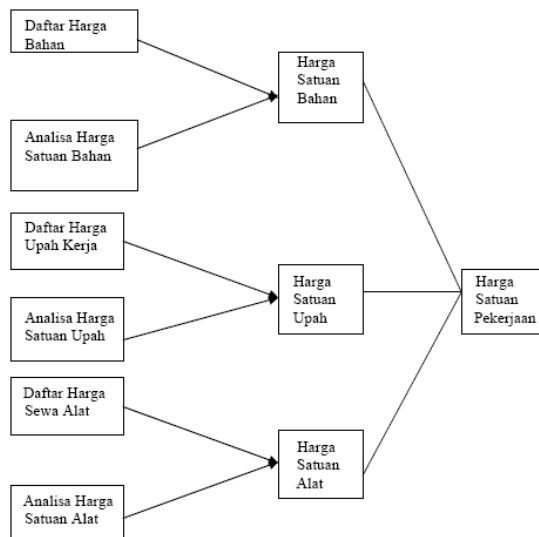 Daftar Harga
Bahan
Analisa Harga
Satuan Bahan
Daftar Harga
Upah Kerja
Analisa Harga
Satuan Upah
Daftar Harga
Sewa Alat
Analisa Harga
Satuan Alat
Harga
Satuan
Bahan
Harga
Satuan
Upah
Harga
Satuan
Alat
Harga
Satuan
Pekerjaan